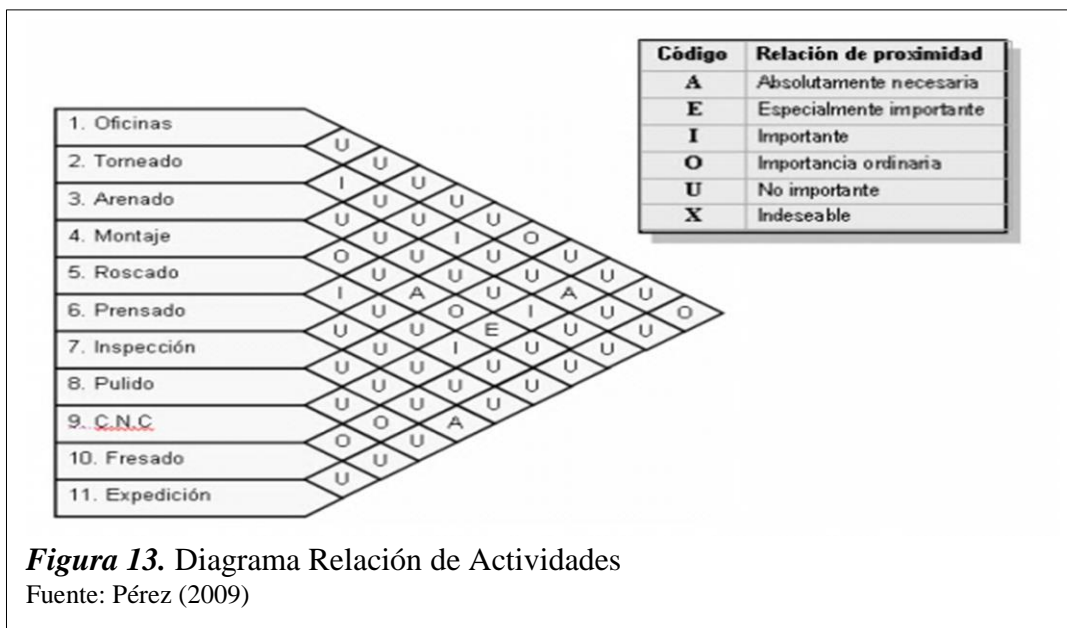 Código Relación de proximidad
A Absolutamente necesaria
E Especialmente importante
I Importante
O Importancia ordinaria
U No importante
X Indeseable
1. Oficinas
U
2. Torneado U
I U
3. Arenado U U
U U U
4. Montaje U I O
O U U U
5. Roscado U U U U
I A U A U
6. Prensado U O I U O
U U E U U
7. Inspección U I U U
U U U U
8. Pulido U U U
U U U
9. C.N.C O A
O U
10. Fresado U
U
11. Expedición
Figura 13. Diagrama Relación de Actividades
Fuente: Pérez (2009)